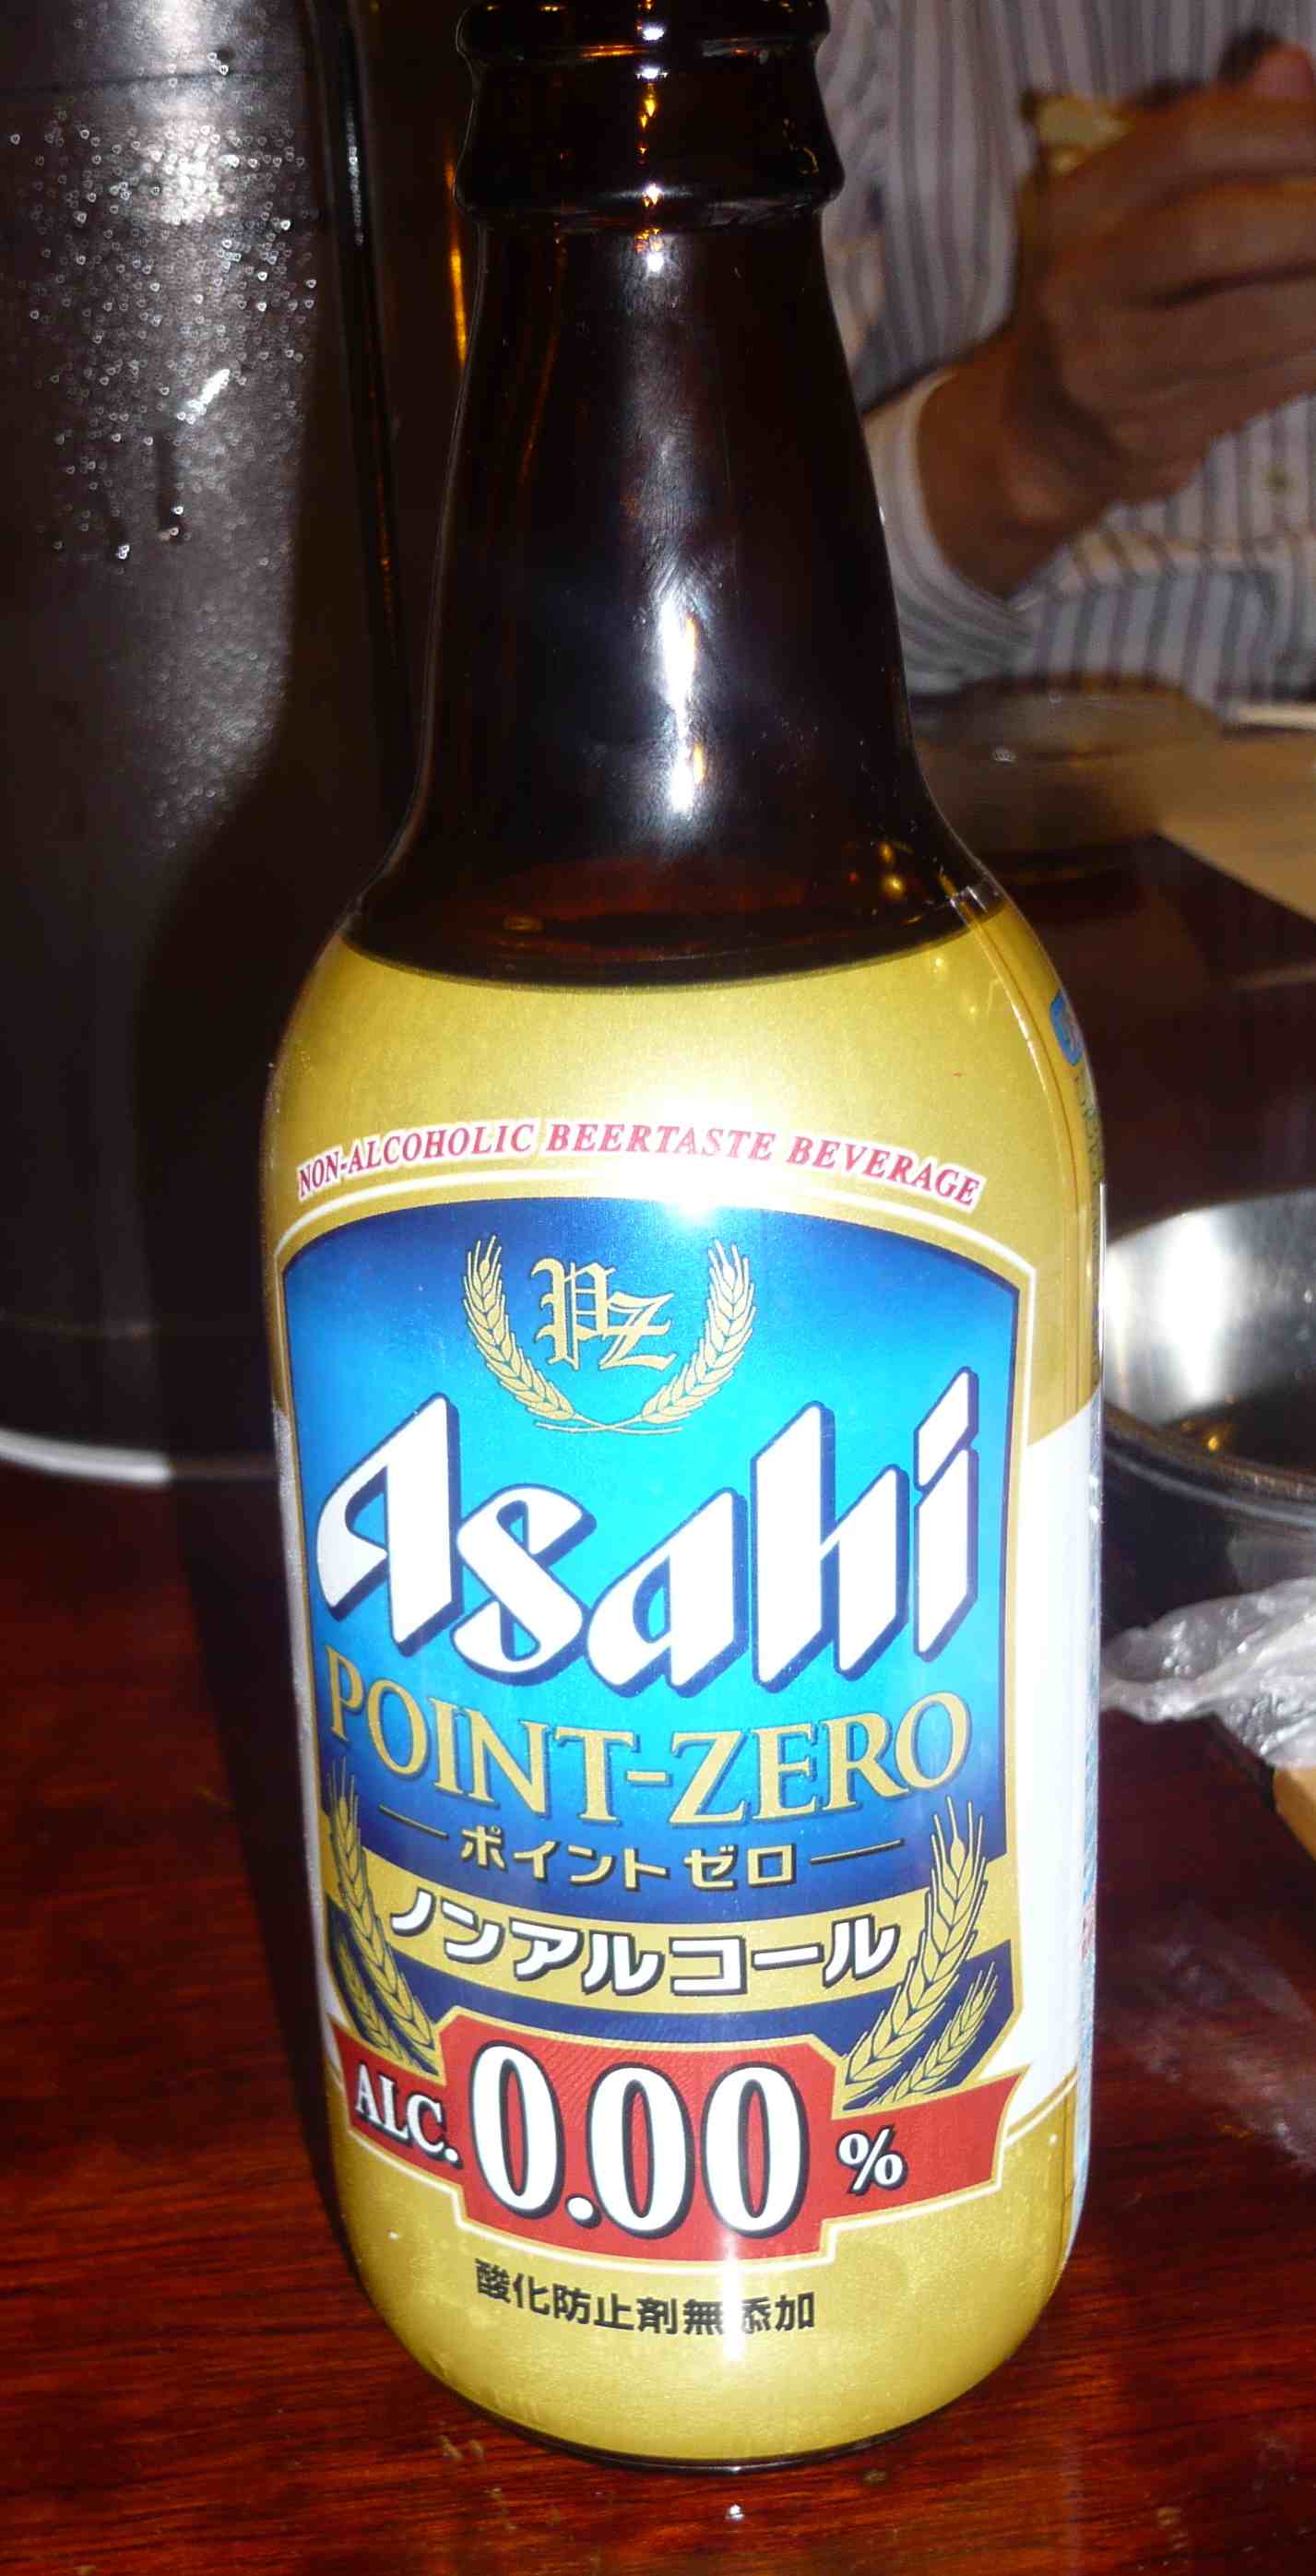 NON-ALCOHOLIC BEERTASTE BEVERAGE
PZ
Asahi
POINT-ZERO
ポイントゼロ
ノンアルコール
ALC. 0.00 %
酸化防止剤無添加